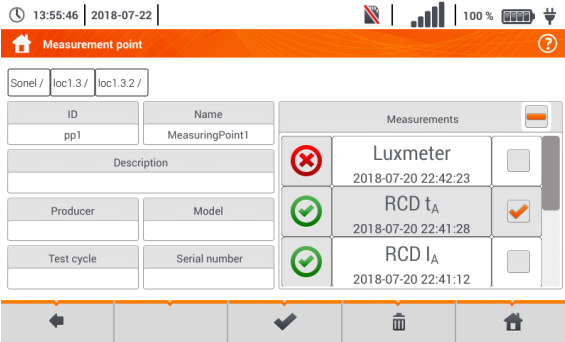 13:55:46 2018-07-22 100 %
Measurement point ?
Sonel / loc1.3 / loc1.3.2 /
ID Name
pp1 MeasuringPoint1
Description
Producer Model
Test cycle Serial number
Measurements
Luxmeter
2018-07-20 22:42:23
RCD tA
2018-07-20 22:41:28
RCD IA
2018-07-20 22:41:12